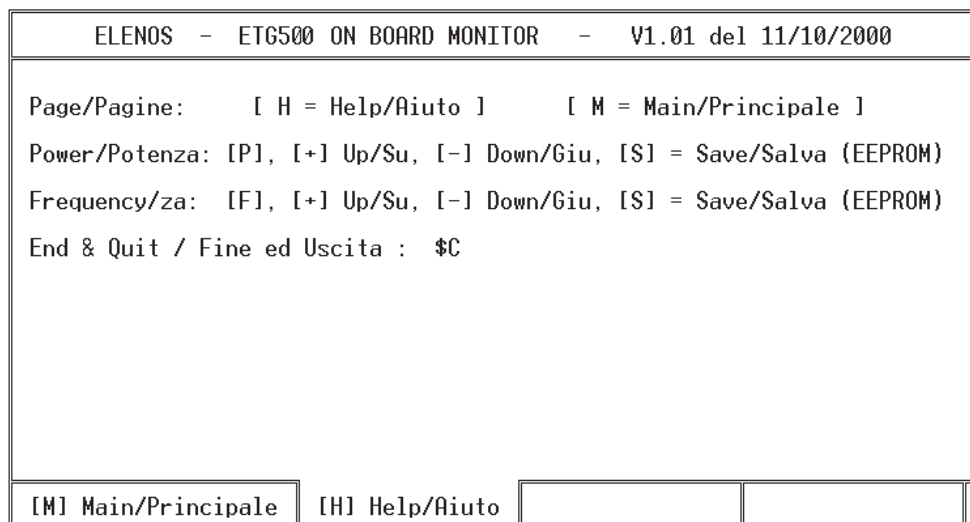 ELENOS - ETG500 ON BOARD MONITOR - V1.01 del 11/10/2000
Page/Pagine: [ H = Help/Aiuto ] [ M = Main/Principale ]
Power/Potenza: [P], [+] Up/Su, [-] Down/Giu, [S] = Save/Salva (EEPROM)
Frequency/za: [F], [+] Up/Su, [-] Down/Giu, [S] = Save/Salva (EEPROM)
End & Quit / Fine ed Uscita : $C
[M] Main/Principale [H] Help/Aiuto